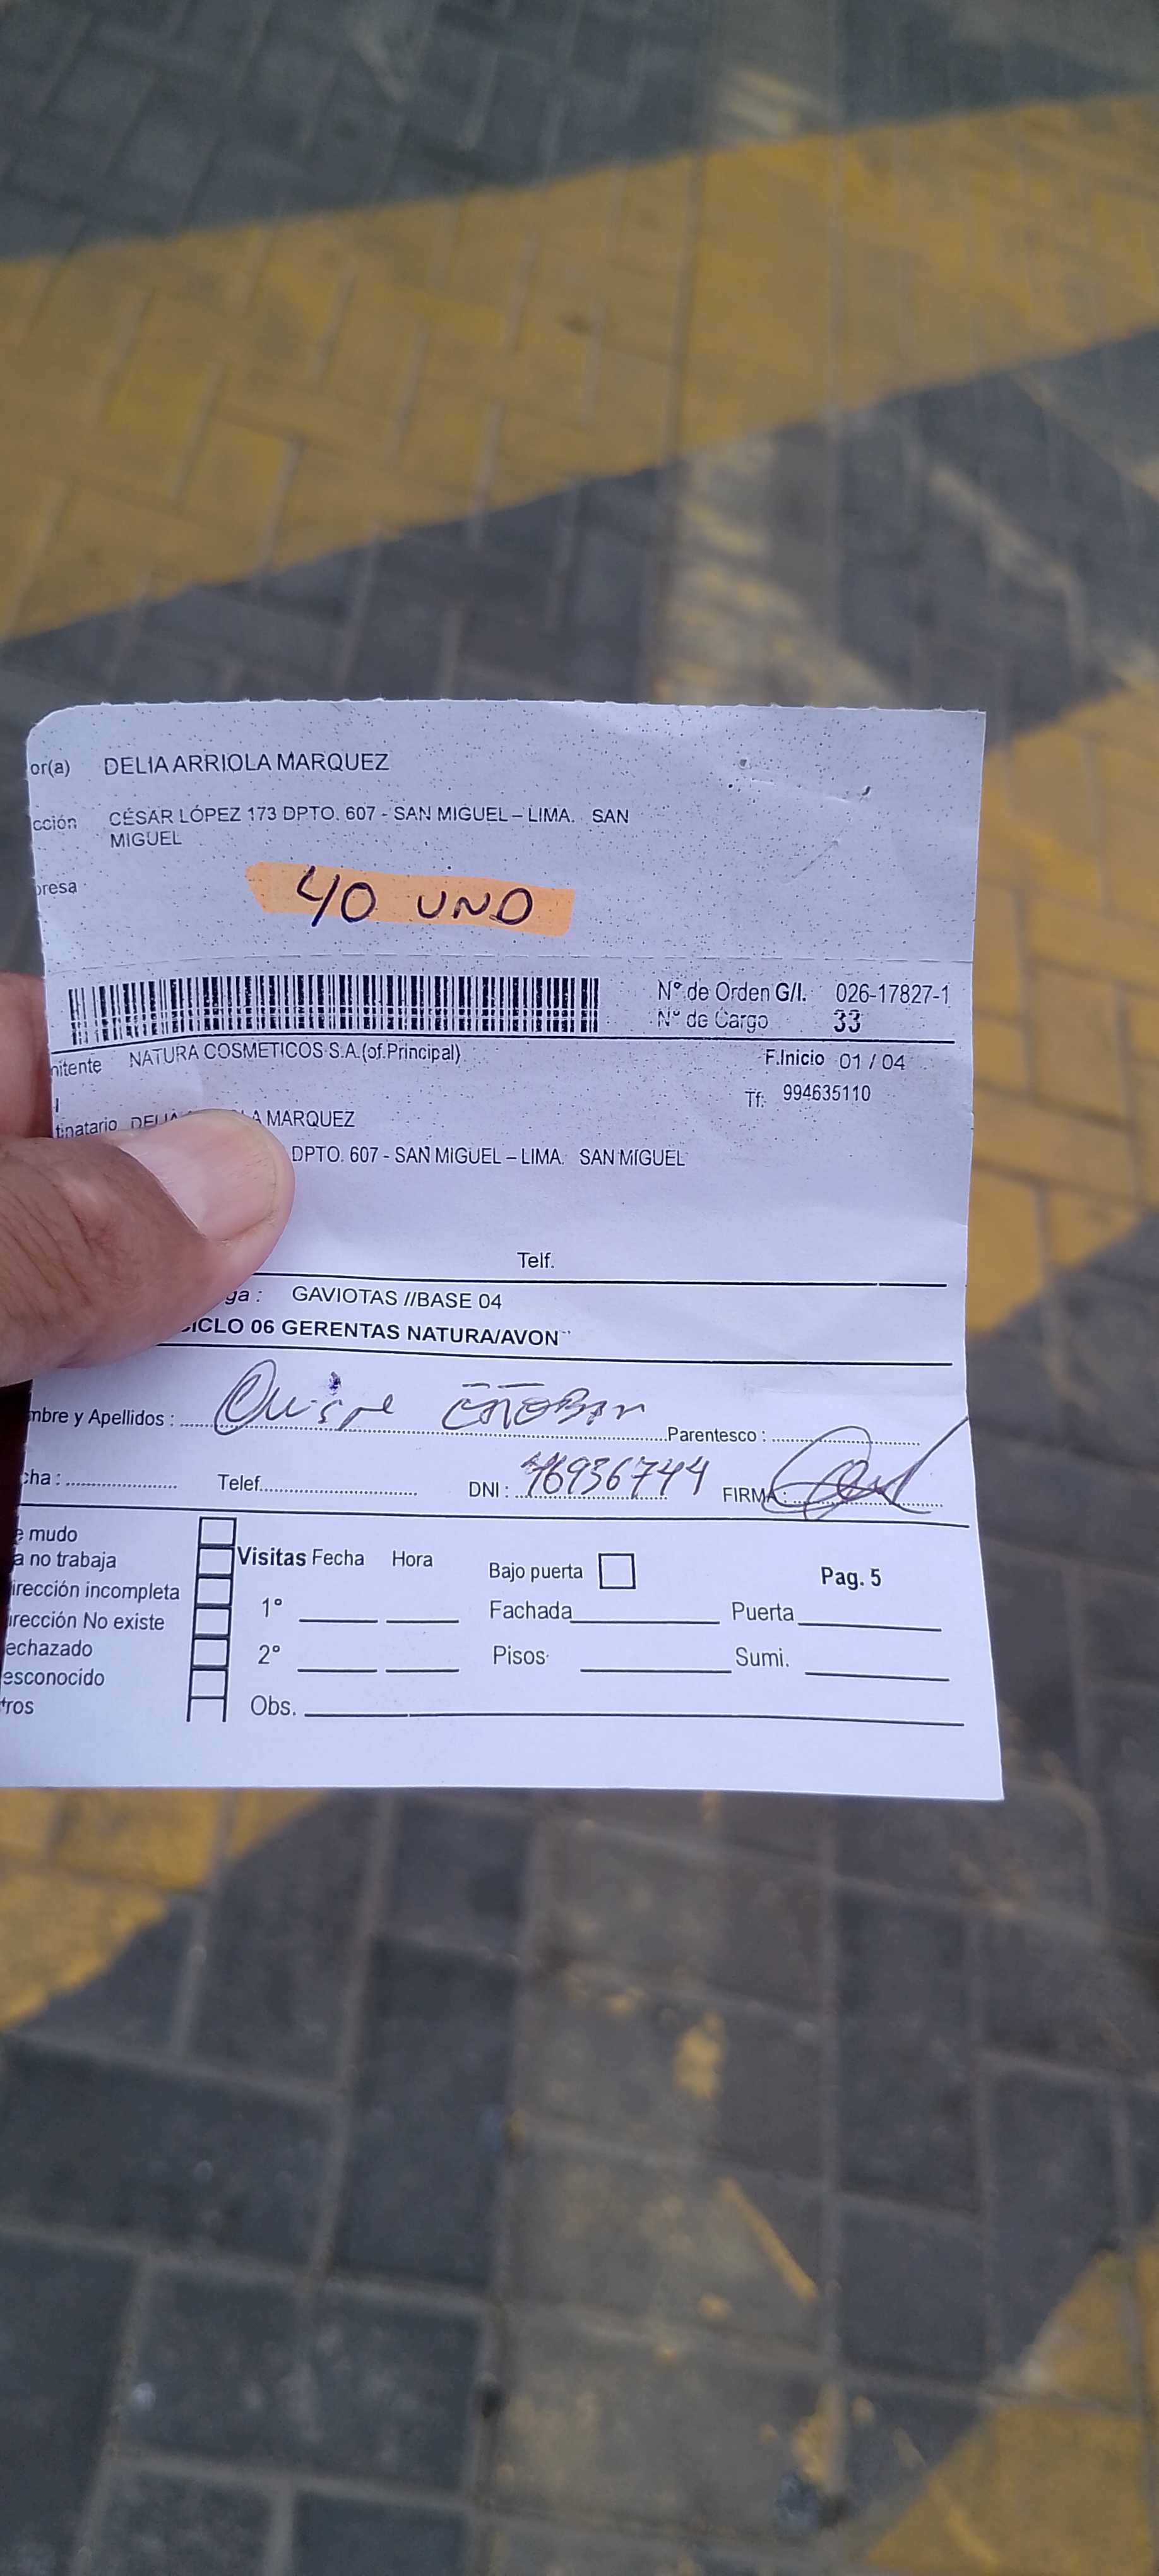 or(a) DELIA ARRIOLA MARQUEZ
cción CÉSAR LÓPEZ 173 DPTO. 607 - SAN MIGUEL – LIMA. SAN
MIGUEL
presa
40 UND
N° de Orden G/I. 026-17827-1
N° de Cargo 33
nitente NATURA COSMETICOS S.A.(of.Principal) F.Inicio 01 / 04
Tf: 994635110
tinatario DELIA LA MARQUEZ
DPTO. 607 - SAN MIGUEL – LIMA. SAN MIGUEL
Telf.
ga : GAVIOTAS //BASE 04
CICLO 06 GERENTAS NATURA/AVON
mbre y Apellidos : Quispe Parentesco :
cha : Telef. DNI : 76936744 FIRMA:
e mudo
a no trabaja Visitas Fecha Hora Bajo puerta Pag. 5
irección incompleta 1° Fachada Puerta
irección No existe
echazado 2° Pisos Sumi.
esconocido
tros Obs.